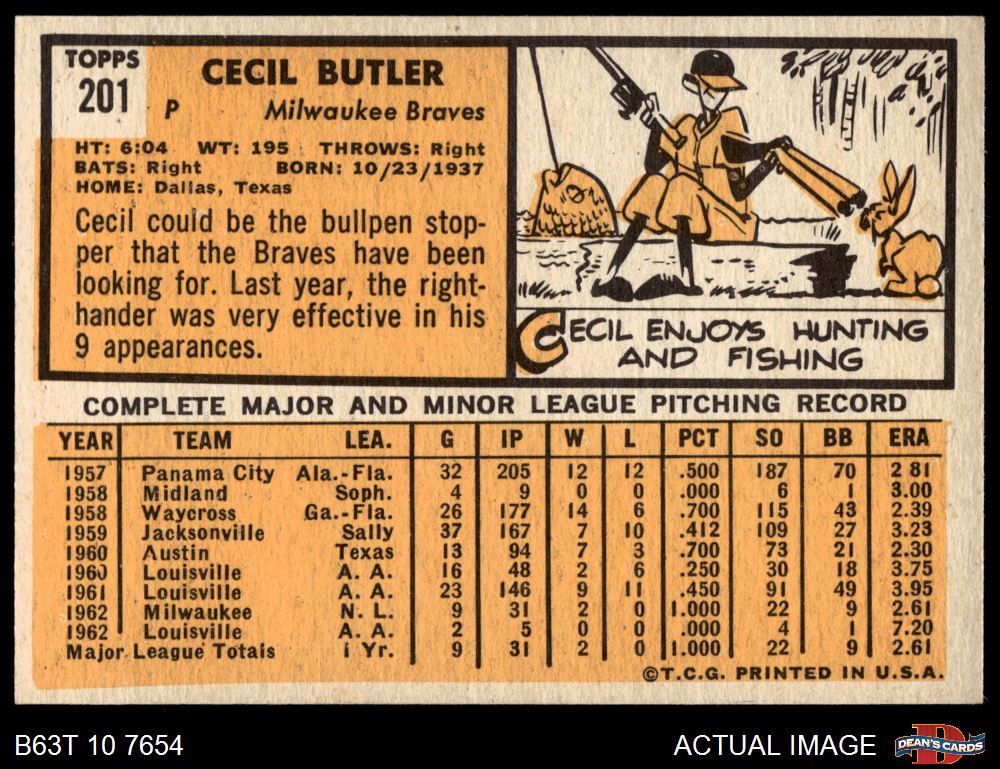 TOPPS
201
CECIL BUTLER
P Milwaukee Braves
HT: 6:04 WT: 195 THROWS: Right
BATS: Right BORN: 10/23/1937
HOME: Dallas, Texas
Cecil could be the bullpen stop-
per that the Braves have been
looking for. Last year, the right-
hander was very effective in his
9 appearances.
CECIL ENJOYS HUNTING
AND FISHING
COMPLETE MAJOR AND MINOR LEAGUE PITCHING RECORD
YEAR TEAM LEA. G IP W L PCT SO BB ERA
1957 Panama City Ala.-Fla. 32 205 12 12 .500 187 70 2 81
1958 Midland Soph. 4 9 0 0 .000 6 1 3.00
1958 Waycross Ga.-Fla. 26 177 14 6 .700 115 43 2.39
1959 Jacksonville Sally 37 167 7 10 .412 109 27 3.23
1960 Austin Texas 13 94 7 3 .700 73 21 2.30
1960 Louisville A. A. 16 48 2 6 .250 30 18 3.75
1961 Louisville A. A. 23 146 9 11 .450 91 49 3.95
1962 Milwaukee N. L. 9 31 2 0 1.000 22 9 2.61
1962 Louisville A. A. 2 5 0 0 .000 4 1 7.20
Major League Totals 1 Yr. 9 31 2 0 1.000 22 9 2.61
©T.C.G. PRINTED IN U.S.A.
B63T 10 7654 ACTUAL IMAGE DEAN'S CARDS